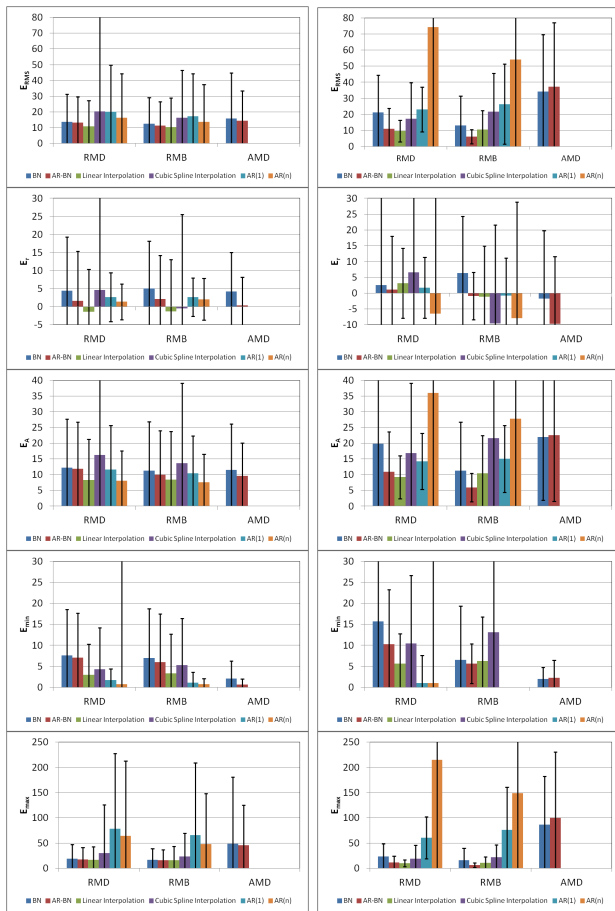 80
70
60
50
40
30
20
10
0
E_RMS
RMD RMB AMD
BN AR-BN Linear Interpolation Cubic Spline Interpolation AR(1) AR(n)
80
70
60
50
40
30
20
10
0
E_RMS
RMD RMB AMD
BN AR-BN Linear Interpolation Cubic Spline Interpolation AR(1) AR(n)
30
25
20
15
10
5
0
-5
E_r
RMD RMB AMD
BN AR-BN Linear Interpolation Cubic Spline Interpolation AR(1) AR(n)
30
25
20
15
10
5
0
-5
-10
E_r
RMD RMB AMD
BN AR-BN Linear Interpolation Cubic Spline Interpolation AR(1) AR(n)
40
35
30
25
20
15
10
5
0
E_A
RMD RMB AMD
BN AR-BN Linear Interpolation Cubic Spline Interpolation AR(1) AR(n)
40
35
30
25
20
15
10
5
0
E_A
RMD RMB AMD
BN AR-BN Linear Interpolation Cubic Spline Interpolation AR(1) AR(n)
30
25
20
15
10
5
0
E_min
RMD RMB AMD
BN AR-BN Linear Interpolation Cubic Spline Interpolation AR(1) AR(n)
30
25
20
15
10
5
0
E_min
RMD RMB AMD
BN AR-BN Linear Interpolation Cubic Spline Interpolation AR(1) AR(n)
250
200
150
100
50
0
E_max
RMD RMB AMD
BN AR-BN Linear Interpolation Cubic Spline Interpolation AR(1) AR(n)
250
200
150
100
50
0
E_max
RMD RMB AMD
BN AR-BN Linear Interpolation Cubic Spline Interpolation AR(1) AR(n)